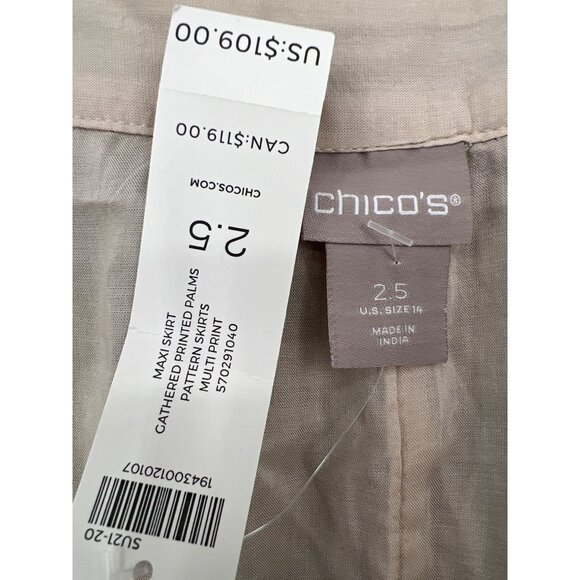 US:$109.00
CAN:$119.00
CHICOS.COM
2.5
MAXI SKIRT
GATHERED PRINTED PALMS
PATTERN SKIRTS
MULTI PRINT
570291040
194300120107
SU21-20
chico's®
2.5
U.S. SIZE 14
MADE IN
INDIA